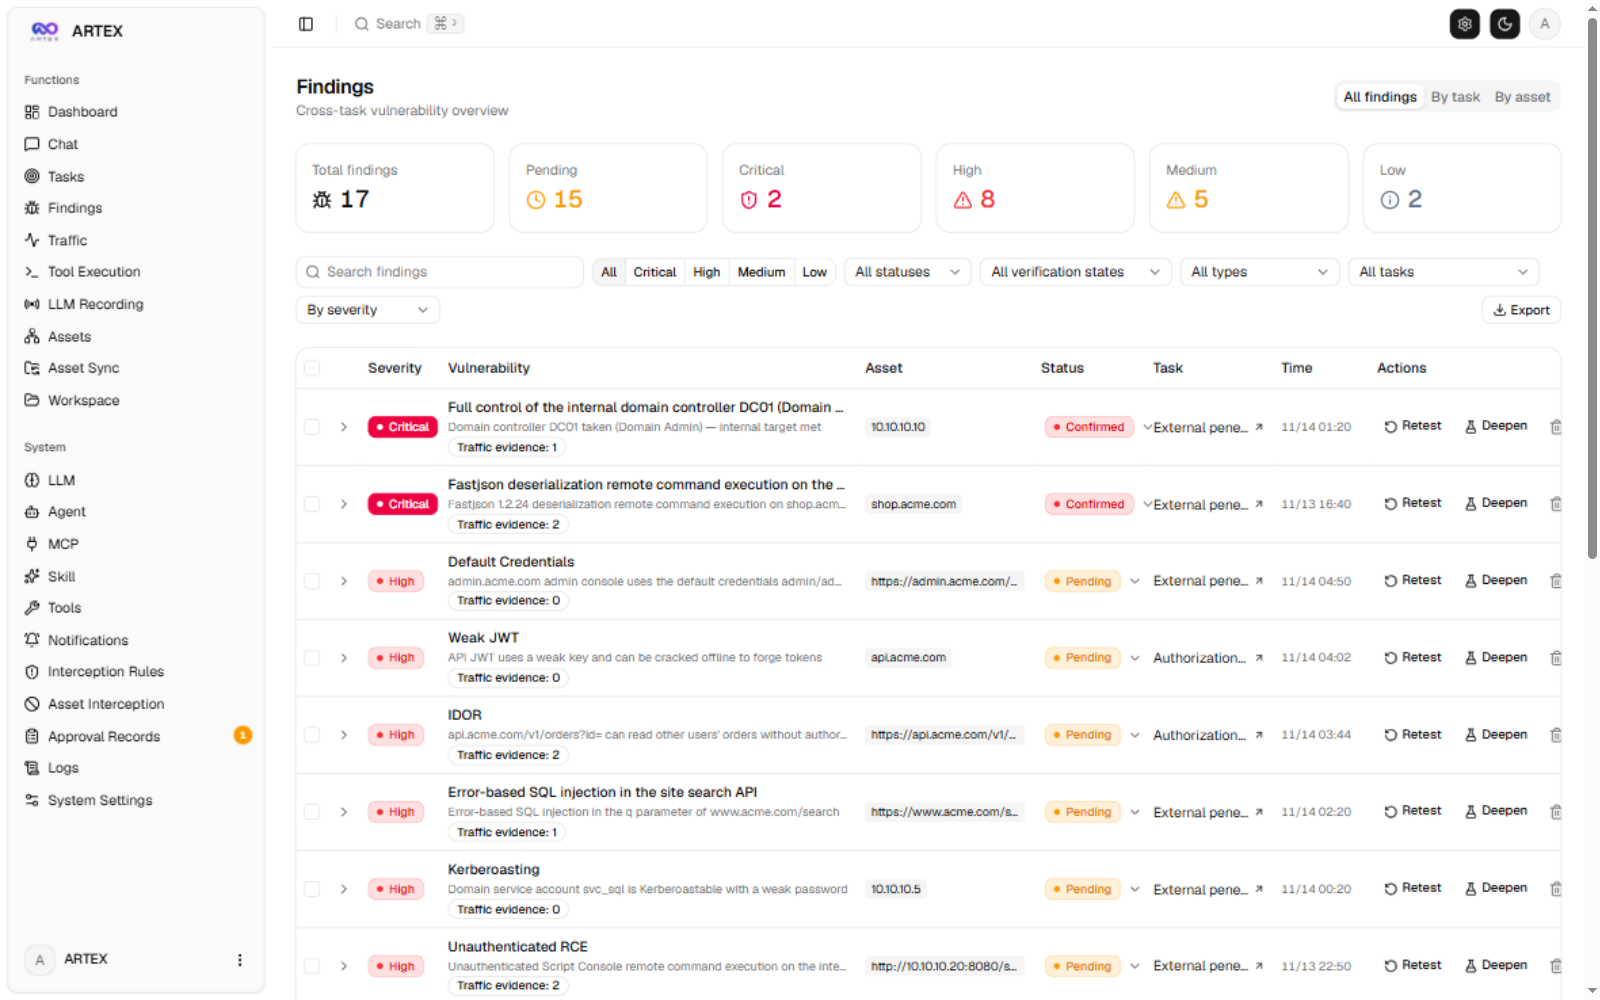 ARTEX
Search ⌘ J
A
Functions
Dashboard
Chat
Tasks
Findings
Traffic
Tool Execution
LLM Recording
Assets
Asset Sync
Workspace
System
LLM
Agent
MCP
Skill
Tools
Notifications
Interception Rules
Asset Interception
Approval Records 1
Logs
System Settings
A ARTEX
Findings
Cross-task vulnerability overview
All findings By task By asset
Total findings
17
Pending
15
Critical
2
High
8
Medium
5
Low
2
Search findings
All Critical High Medium Low
All statuses
All verification states
All types
All tasks
By severity
Export
Severity Vulnerability Asset Status Task Time Actions
Full control of the internal domain controller DC01 (Domain ...
Critical Domain controller DC01 taken (Domain Admin) — internal target met 10.10.10.10 Confirmed External pene... 11/14 01:20 Retest Deepen
Traffic evidence: 1
Fastjson deserialization remote command execution on the ...
Critical Fastjson 1.2.24 deserialization remote command execution on shop.acm... shop.acme.com Confirmed External pene... 11/13 16:40 Retest Deepen
Traffic evidence: 2
Default Credentials
High admin.acme.com admin console uses the default credentials admin/ad... https://admin.acme.com/... Pending External pene... 11/14 04:50 Retest Deepen
Traffic evidence: 0
Weak JWT
High API JWT uses a weak key and can be cracked offline to forge tokens api.acme.com Pending Authorization... 11/14 04:02 Retest Deepen
Traffic evidence: 0
IDOR
High api.acme.com/v1/orders?id= can read other users' orders without author... https://api.acme.com/v1/... Pending Authorization... 11/14 03:44 Retest Deepen
Traffic evidence: 2
Error-based SQL injection in the site search API
High Error-based SQL injection in the q parameter of www.acme.com/search https://www.acme.com/s... Pending External pene... 11/14 02:20 Retest Deepen
Traffic evidence: 1
Kerberoasting
High Domain service account svc_sql is Kerberoastable with a weak password 10.10.10.5 Pending External pene... 11/14 00:20 Retest Deepen
Traffic evidence: 0
Unauthenticated RCE
High Unauthenticated Script Console remote command execution on the inte... http://10.10.10.20:8080/s... Pending External pene... 11/13 22:50 Retest Deepen
Traffic evidence: 2